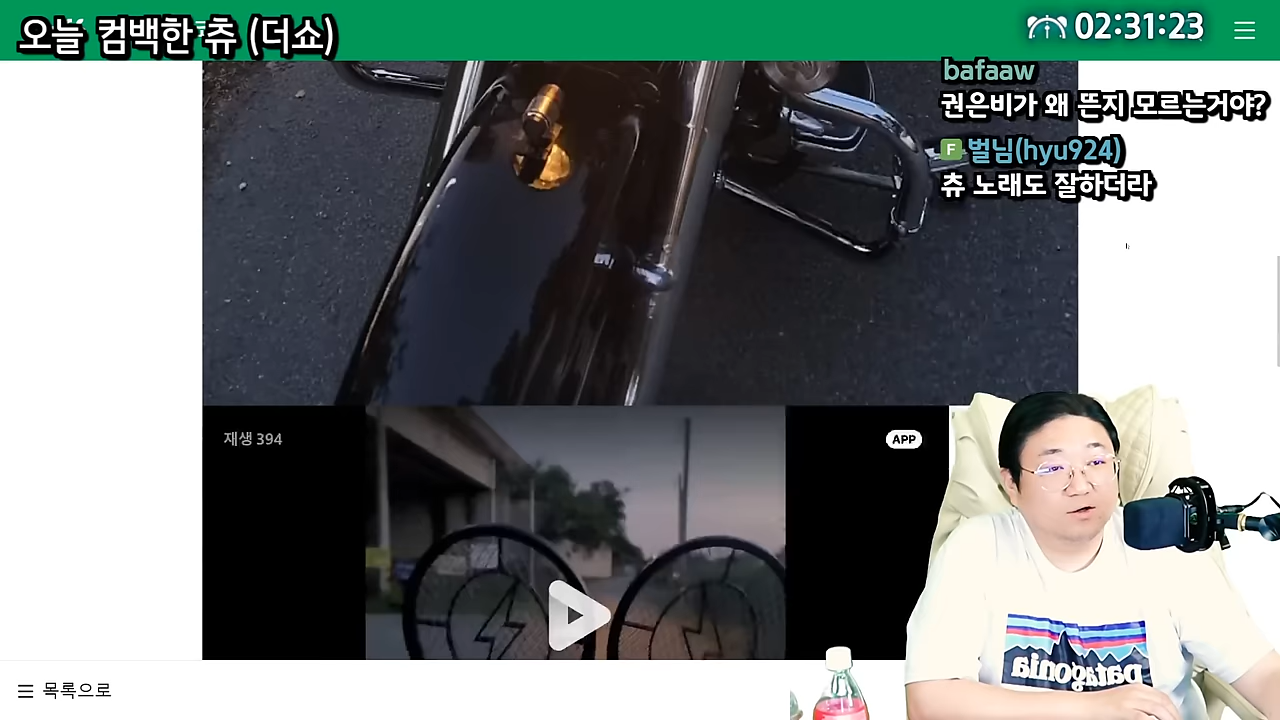 오늘 컴백한 츄 (더쇼)
02:31:23
bafaaw
권은비가 왜 뜬지 모르는거야?
F 벌님(hyu924)
츄 노래도 잘하더라
재생 394
APP
patagonia
목록으로